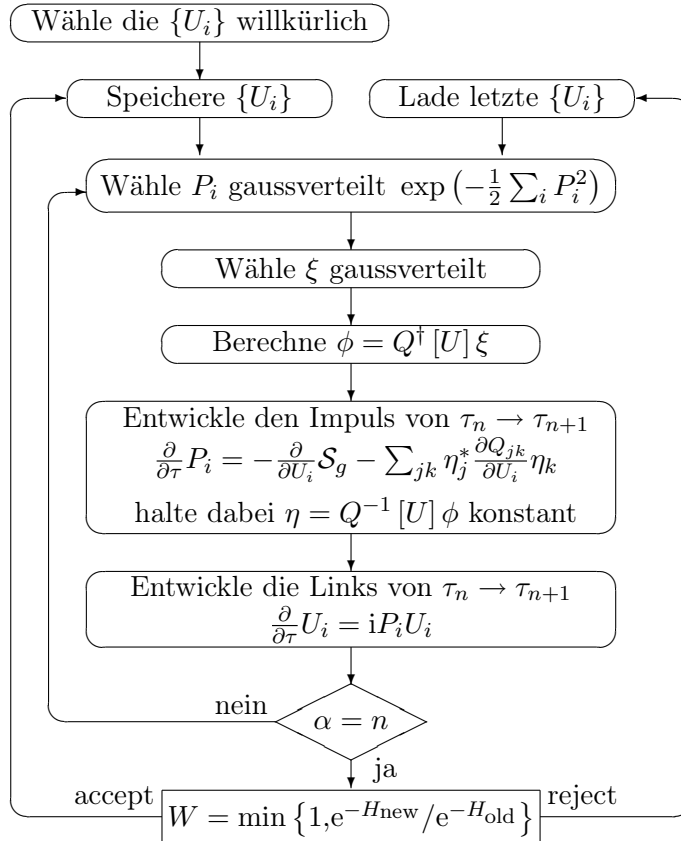 Wähle die {U_i} willkürlich
Speichere {U_i}
Lade letzte {U_i}
Wähle P_i gaussverteilt exp (−½ ∑_i P_i²)
Wähle ξ gaussverteilt
Berechne ϕ = Q† [U] ξ
Entwickle den Impuls von τ_n → τ_{n+1}
∂/∂τ P_i = −∂/∂U_i 𝒮_g − ∑_{jk} η_j^* ∂Q_{jk}/∂U_i η_k
halte dabei η = Q^{−1} [U] ϕ konstant
Entwickle die Links von τ_n → τ_{n+1}
∂/∂τ U_i = iP_iU_i
nein
α = n
ja
accept
W = min {1,e^{−H_new}/e^{−H_old}}
reject